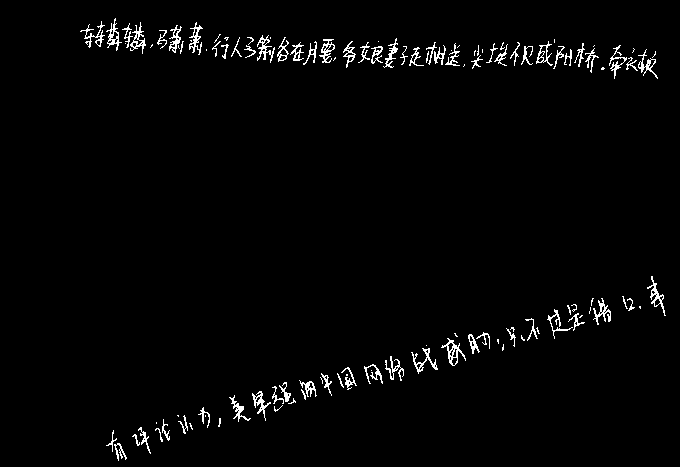 车辚辚,马萧萧.行人弓箭各在腰.爷娘妻子走相送,尘埃不见咸阳桥.牵衣顿
有评论认为,美军强调中国网络战威胁,只不过是借口.事